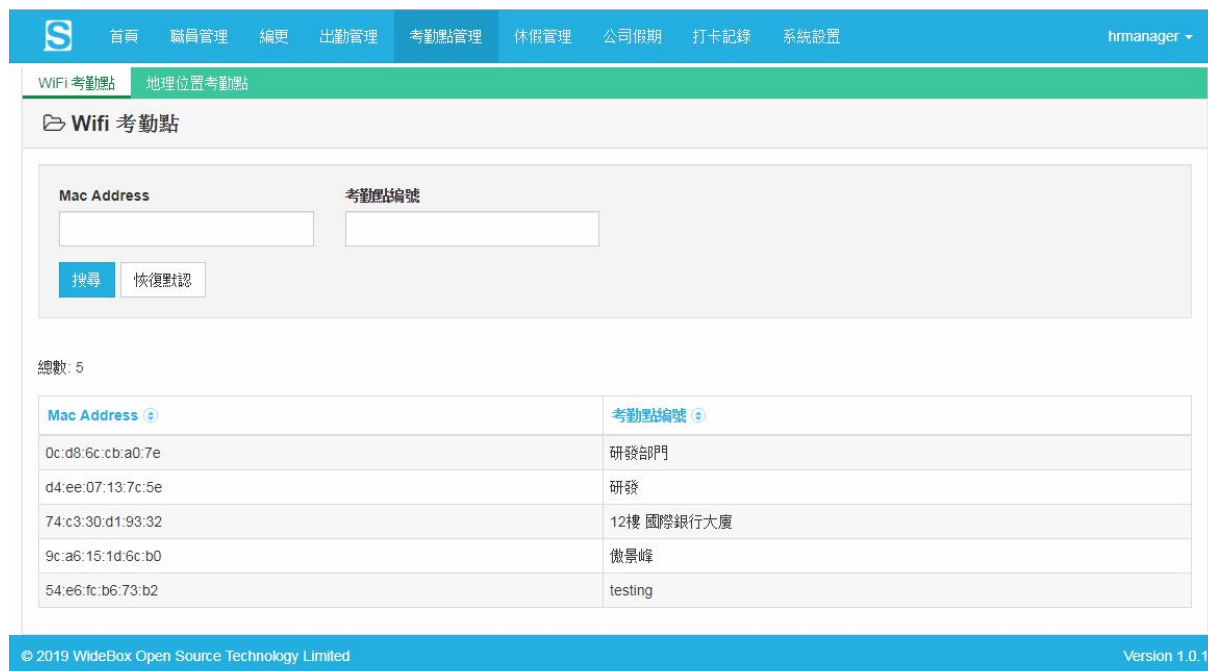 S 首頁 職員管理 編更 出勤管理 考勤點管理 休假管理 公司假期 打卡記錄 系統設置 hrmanager
WiFi 考勤點 地理位置考勤點
Wifi 考勤點
Mac Address 考勤點編號
搜尋 恢復默認
總數: 5
Mac Address 考勤點編號
0c:d8:6c:cb:a0:7e 研發部門
d4:ee:07:13:7c:5e 研發
74:c3:30:d1:93:32 12樓 國際銀行大廈
9c:a6:15:1d:6c:b0 傲景峰
54:e6:fc:b6:73:b2 testing
© 2019 WideBox Open Source Technology Limited Version 1.0.1